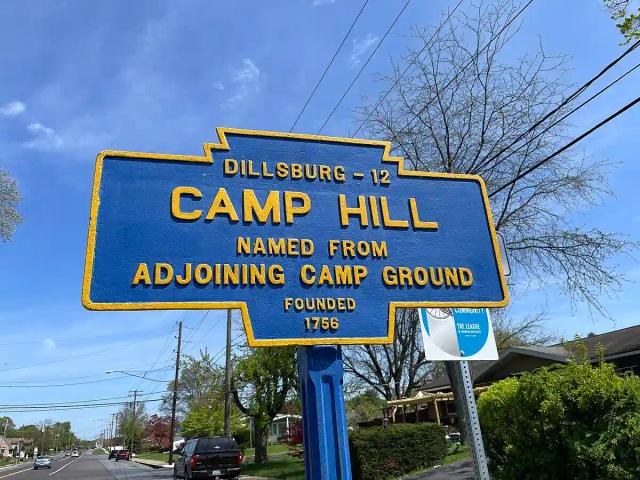 DILLSBURG - 12
CAMP HILL
NAMED FROM
ADJOINING CAMP GROUND
FOUNDED
1756
COMMUNITY
THE LEAGUE